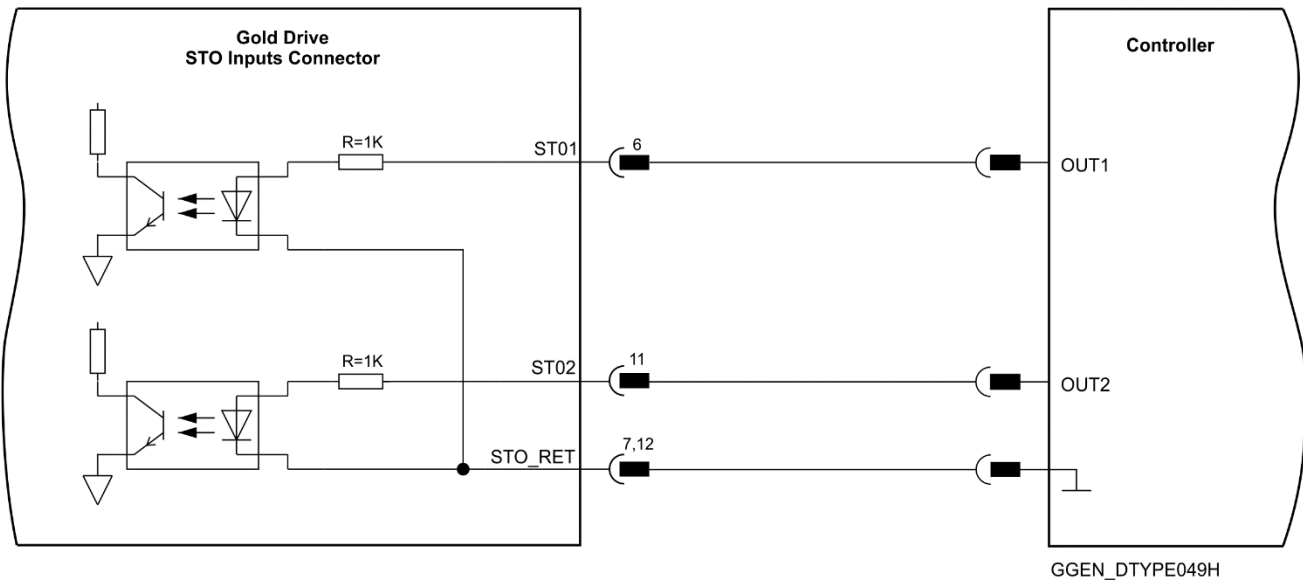 Gold Drive
STO Inputs Connector
Controller
R=1K
ST01
6
OUT1
R=1K
ST02
11
OUT2
STO_RET
7,12
GGEN_DTYPE049H